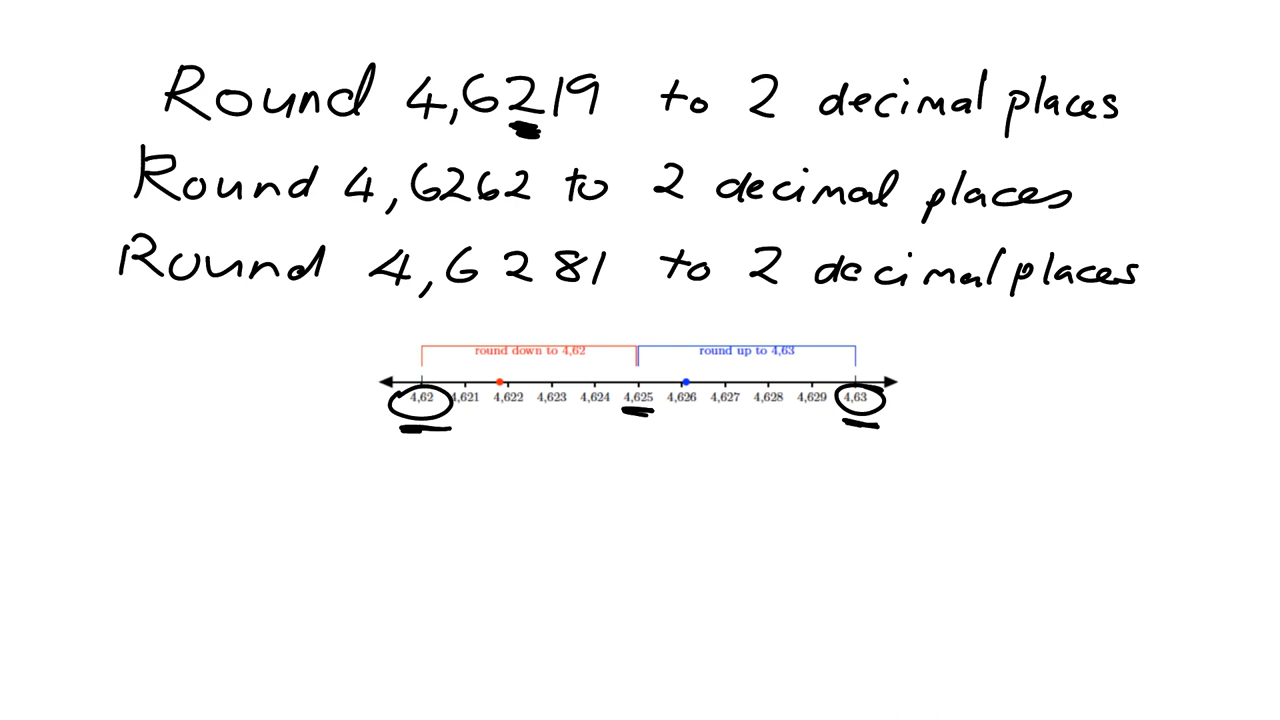 Round 4,6219 to 2 decimal places
Round 4,6262 to 2 decimal places
Round 4,6281 to 2 decimal places
round down to 4,62 round up to 4,63
4,62 4,621 4,622 4,623 4,624 4,625 4,626 4,627 4,628 4,629 4,63